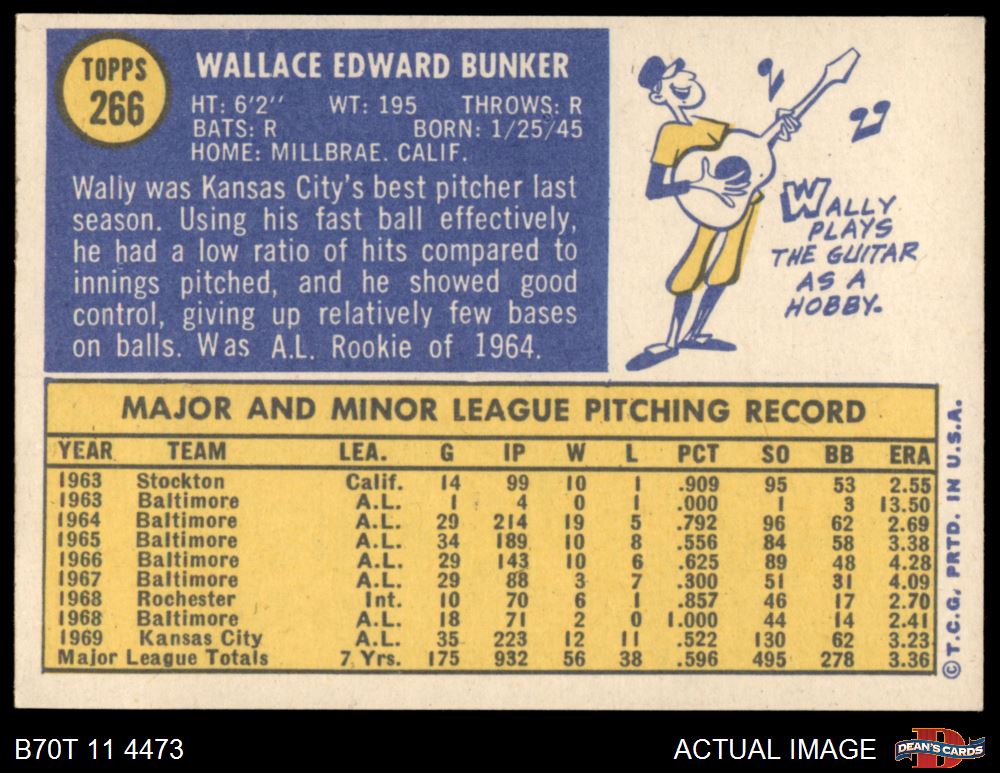 TOPPS
266
WALLACE EDWARD BUNKER
HT: 6'2'' WT: 195 THROWS: R
BATS: R BORN: 1/25/45
HOME: MILLBRAE. CALIF.
Wally was Kansas City's best pitcher last
season. Using his fast ball effectively,
he had a low ratio of hits compared to
innings pitched, and he showed good
control, giving up relatively few bases
on balls. Was A.L. Rookie of 1964.
WALLY
PLAYS
THE GUITAR
AS A
HOBBY.
MAJOR AND MINOR LEAGUE PITCHING RECORD
YEAR TEAM LEA. G IP W L PCT SO BB ERA
1963 Stockton Calif. 14 99 10 1 .909 95 53 2.55
1963 Baltimore A.L. 1 4 0 1 .000 1 3 13.50
1964 Baltimore A.L. 29 214 19 5 .792 96 62 2.69
1965 Baltimore A.L. 34 189 10 8 .556 84 58 3.38
1966 Baltimore A.L. 29 143 10 6 .625 89 48 4.28
1967 Baltimore A.L. 29 88 3 7 .300 51 31 4.09
1968 Rochester Int. 10 70 6 1 .857 46 17 2.70
1968 Baltimore A.L. 18 71 2 0 1.000 44 14 2.41
1969 Kansas City A.L. 35 223 12 11 .522 130 62 3.23
Major League Totals 7 Yrs. 175 932 56 38 .596 495 278 3.36
© T.C.G. PRTD. IN U.S.A.
B70T 11 4473
ACTUAL IMAGE
D
DEAN'S CARDS